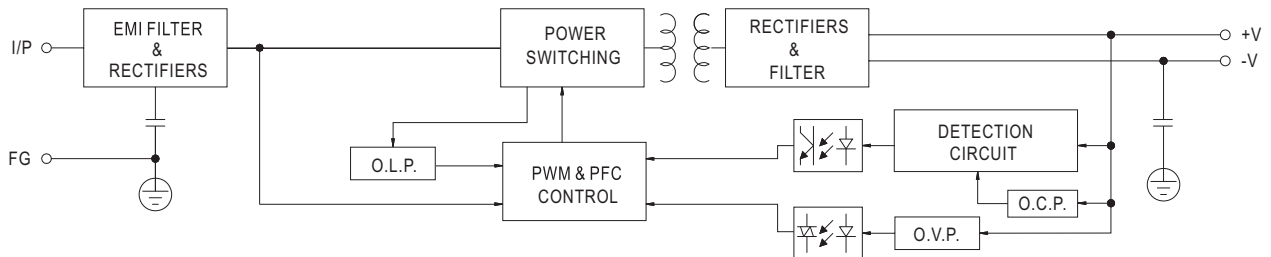 I/P
EMI FILTER
&
RECTIFIERS
POWER
SWITCHING
RECTIFIERS
&
FILTER
+V
-V
FG
O.L.P.
PWM & PFC
CONTROL
DETECTION
CIRCUIT
O.C.P.
O.V.P.